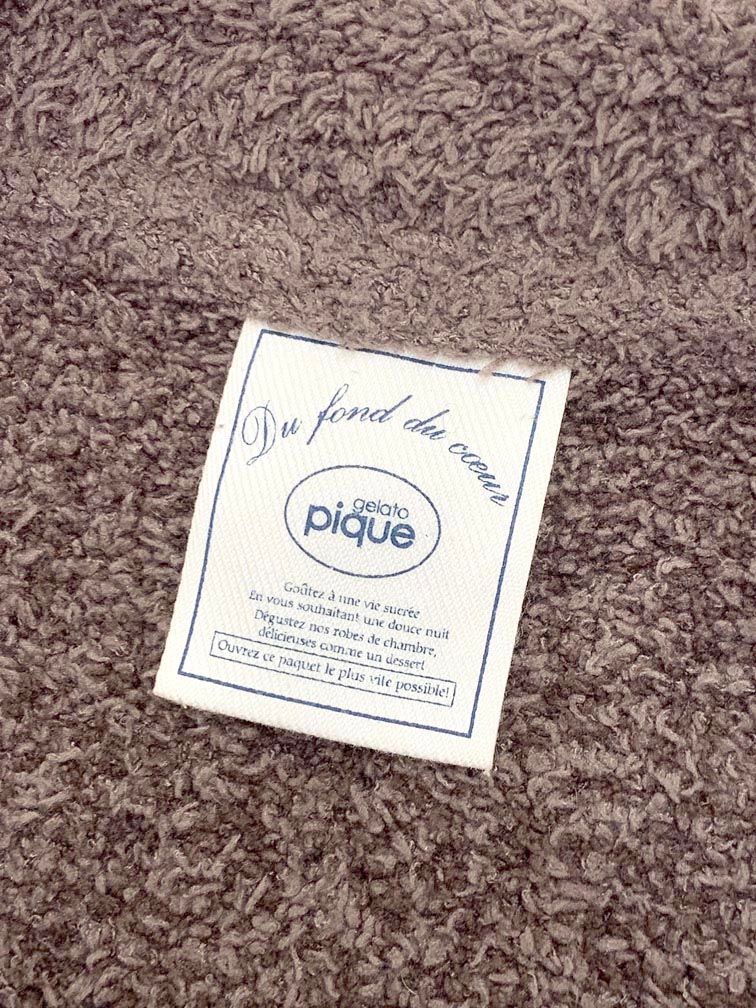 Du fond du cœur
gelato
pique
Goûtez à une vie sucrée
En vous souhaitant une douce nuit
Dégustez nos robes de chambre,
délicieuses comme un dessert
Ouvrez ce paquet le plus vite possible!